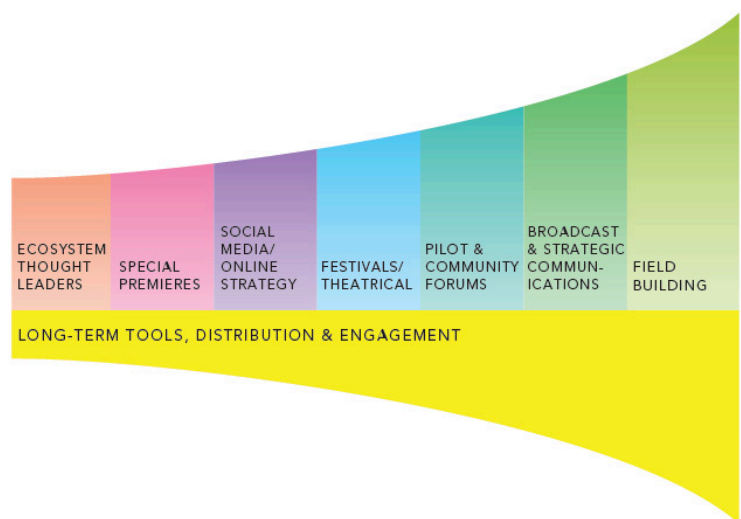 ECOSYSTEM
THOUGHT
LEADERS
SPECIAL
PREMIERES
SOCIAL
MEDIA/
ONLINE
STRATEGY
FESTIVALS/
THEATRICAL
PILOT &
COMMUNITY
FORUMS
BROADCAST
& STRATEGIC
COMMUN-
ICATIONS
FIELD
BUILDING
LONG-TERM TOOLS, DISTRIBUTION & ENGAGEMENT